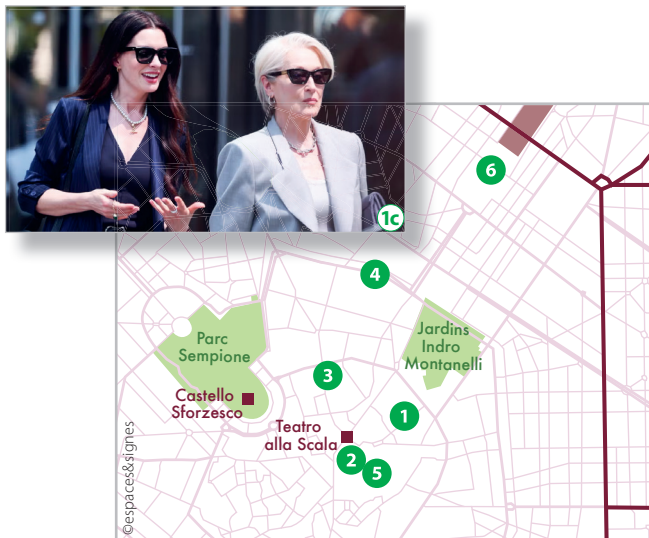 1c
6
4
Parc
Sempione
Jardins
Indro
Montanelli
3
Castello
Sforzesco
1
Teatro
alla Scala
2
5
©espaces&signes